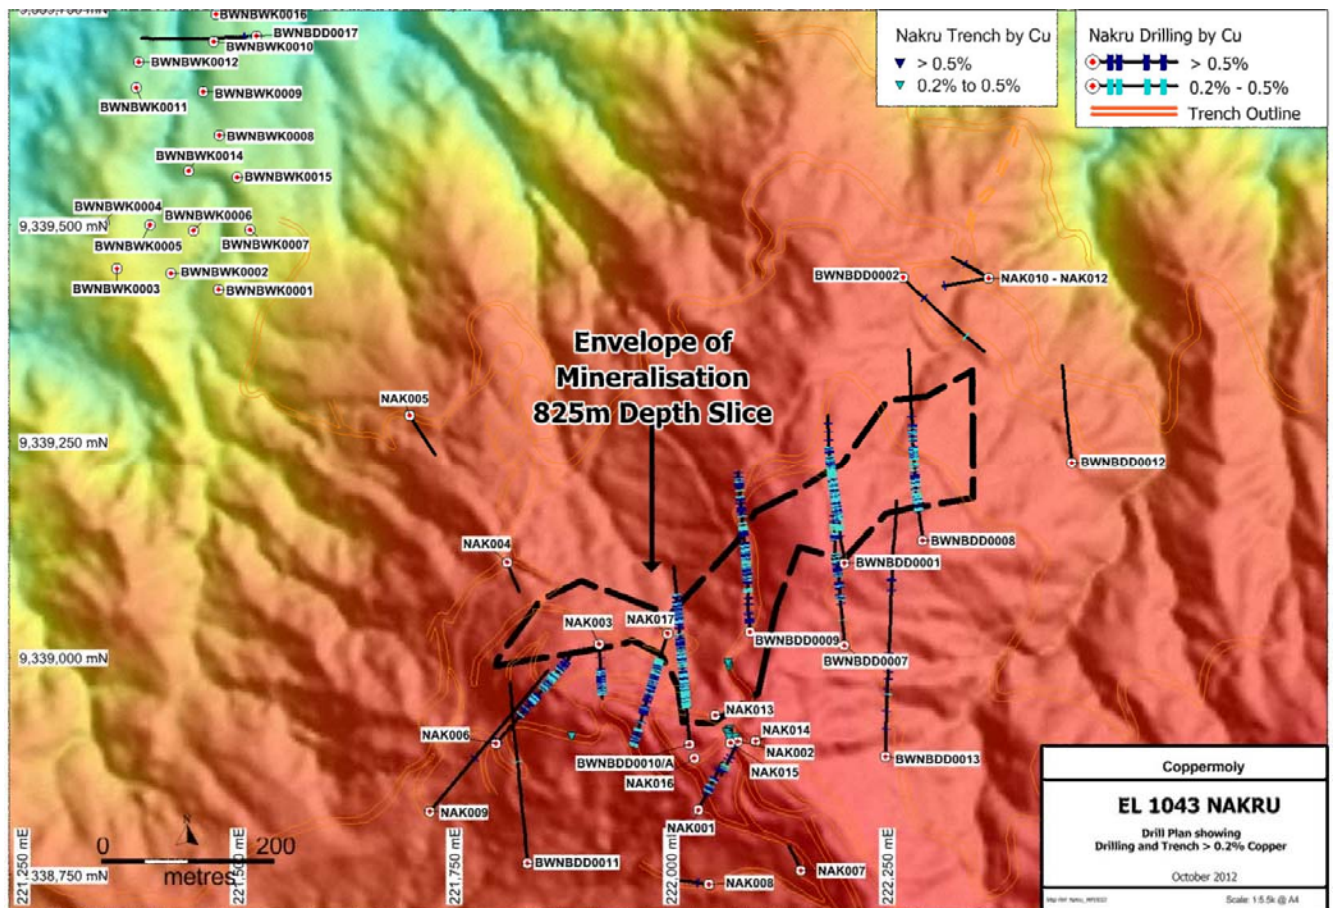 9,339,750 mN
BWNBWK0016
BWNBDD0017
BWNBWK0010
BWNBWK0012
BWNBWK0011
BWNBWK0009
BWNBWK0008
BWNBWK0014
BWNBWK0015
BWNBWK0004
9,339,500 mN
BWNBWK0006
BWNBWK0005
BWNBWK0007
BWNBWK0002
BWNBWK0003
BWNBWK0001
Nakru Trench by Cu
> 0.5%
0.2% to 0.5%
Nakru Drilling by Cu
> 0.5%
0.2% - 0.5%
Trench Outline
BWNBDD0002
NAK010 - NAK012
Envelope of
Mineralisation
825m Depth Slice
NAK005
9,339,250 mN
BWNBDD0012
NAK004
BWNBDD0008
BWNBDD0001
NAK017
NAK003
BWNBDD0009
BWNBDD0007
9,339,000 mN
NAK013
NAK014
NAK006
NAK002
BWNBDD0010/A
NAK015
NAK016
BWNBDD0013
NAK009
NAK001
BWNBDD0011
NAK007
NAK008
N
0 200
metres
338,750 mN
221,250 mE
221,500 mE
221,750 mE
222,000 mE
222,250 mE
Coppermoly
EL 1043 NAKRU
Drill Plan showing
Drilling and Trench > 0.2% Copper
October 2012
Scale: 1:5.5k @ A4